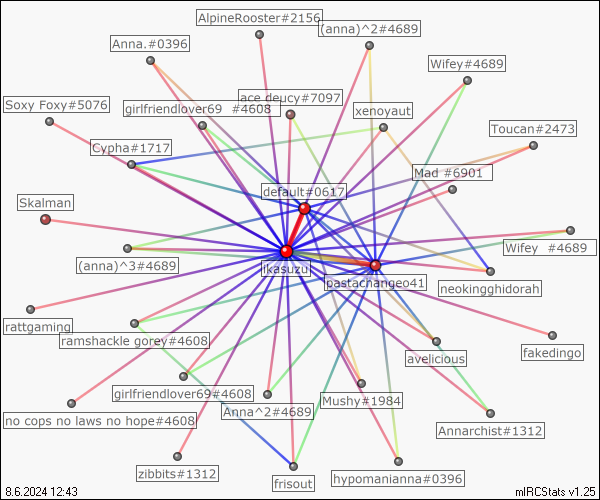 AlpineRooster#2156
(anna)^2#4689
Anna.#0396
Wifey#4689
ace deucy#7097
Soxy Foxy#5076
girlfriendlover69 #4608
xenoyaut
Toucan#2473
Cypha#1717
Mad #6901
default#0617
Skalman
Wifey #4689
(anna)^3#4689
ikasuzu
pastachangeo41
neokingghidorah
rattgaming
ramshackle gorey#4608
avelicious
fakedingo
girlfriendlover69#4608
Mushy#1984
no cops no laws no hope#4608
Anna^2#4689
Annarchist#1312
zibbits#1312
frisout
hypomanianna#0396
8.6.2024 12:43
mIRCStats v1.25